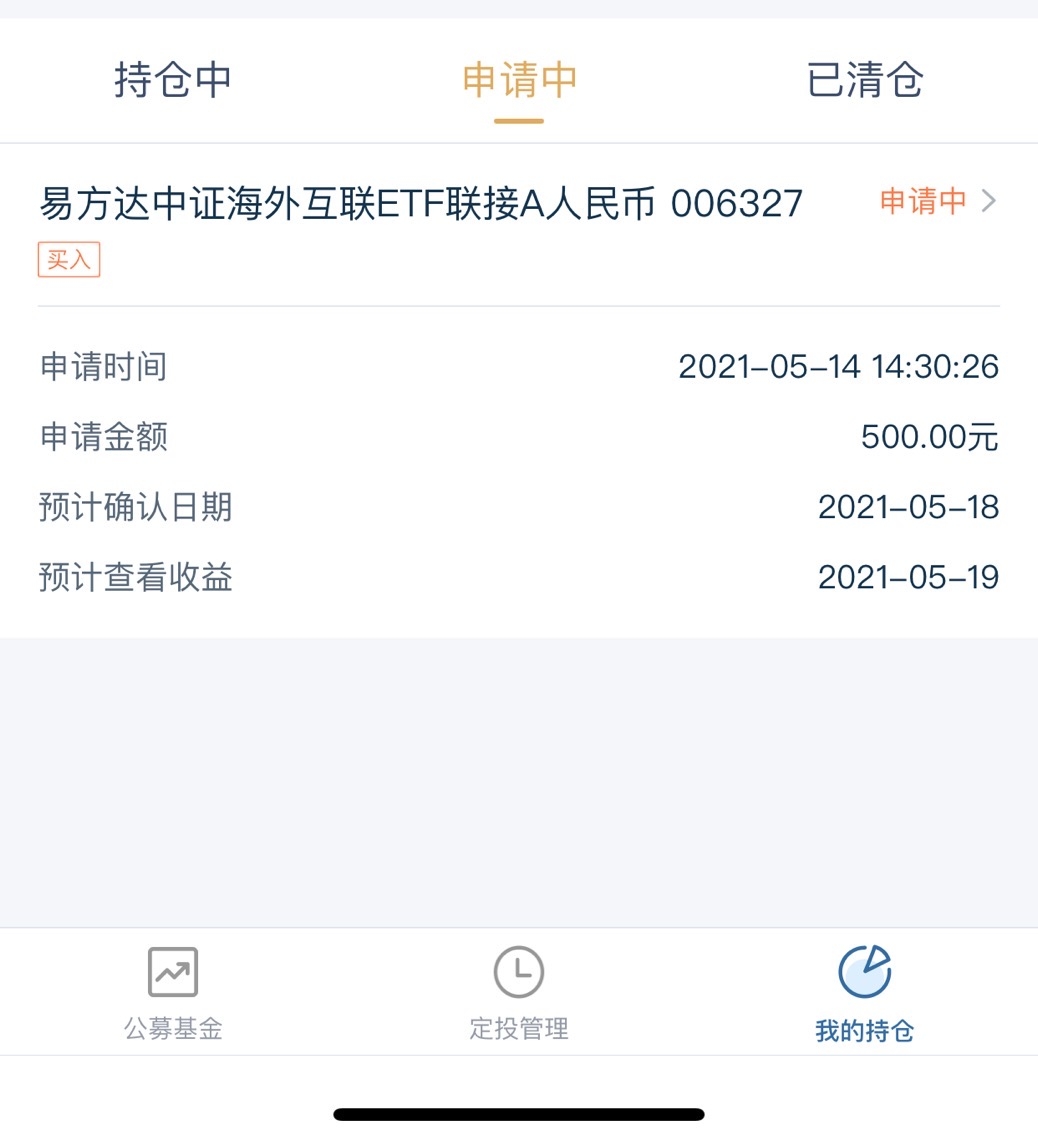 持仓中 申请中 已清仓
易方达中证海外互联ETF联接A人民币 006327 申请中
买入
申请时间 2021-05-14 14:30:26
申请金额 500.00元
预计确认日期 2021-05-18
预计查看收益 2021-05-19
公募基金 定投管理 我的持仓